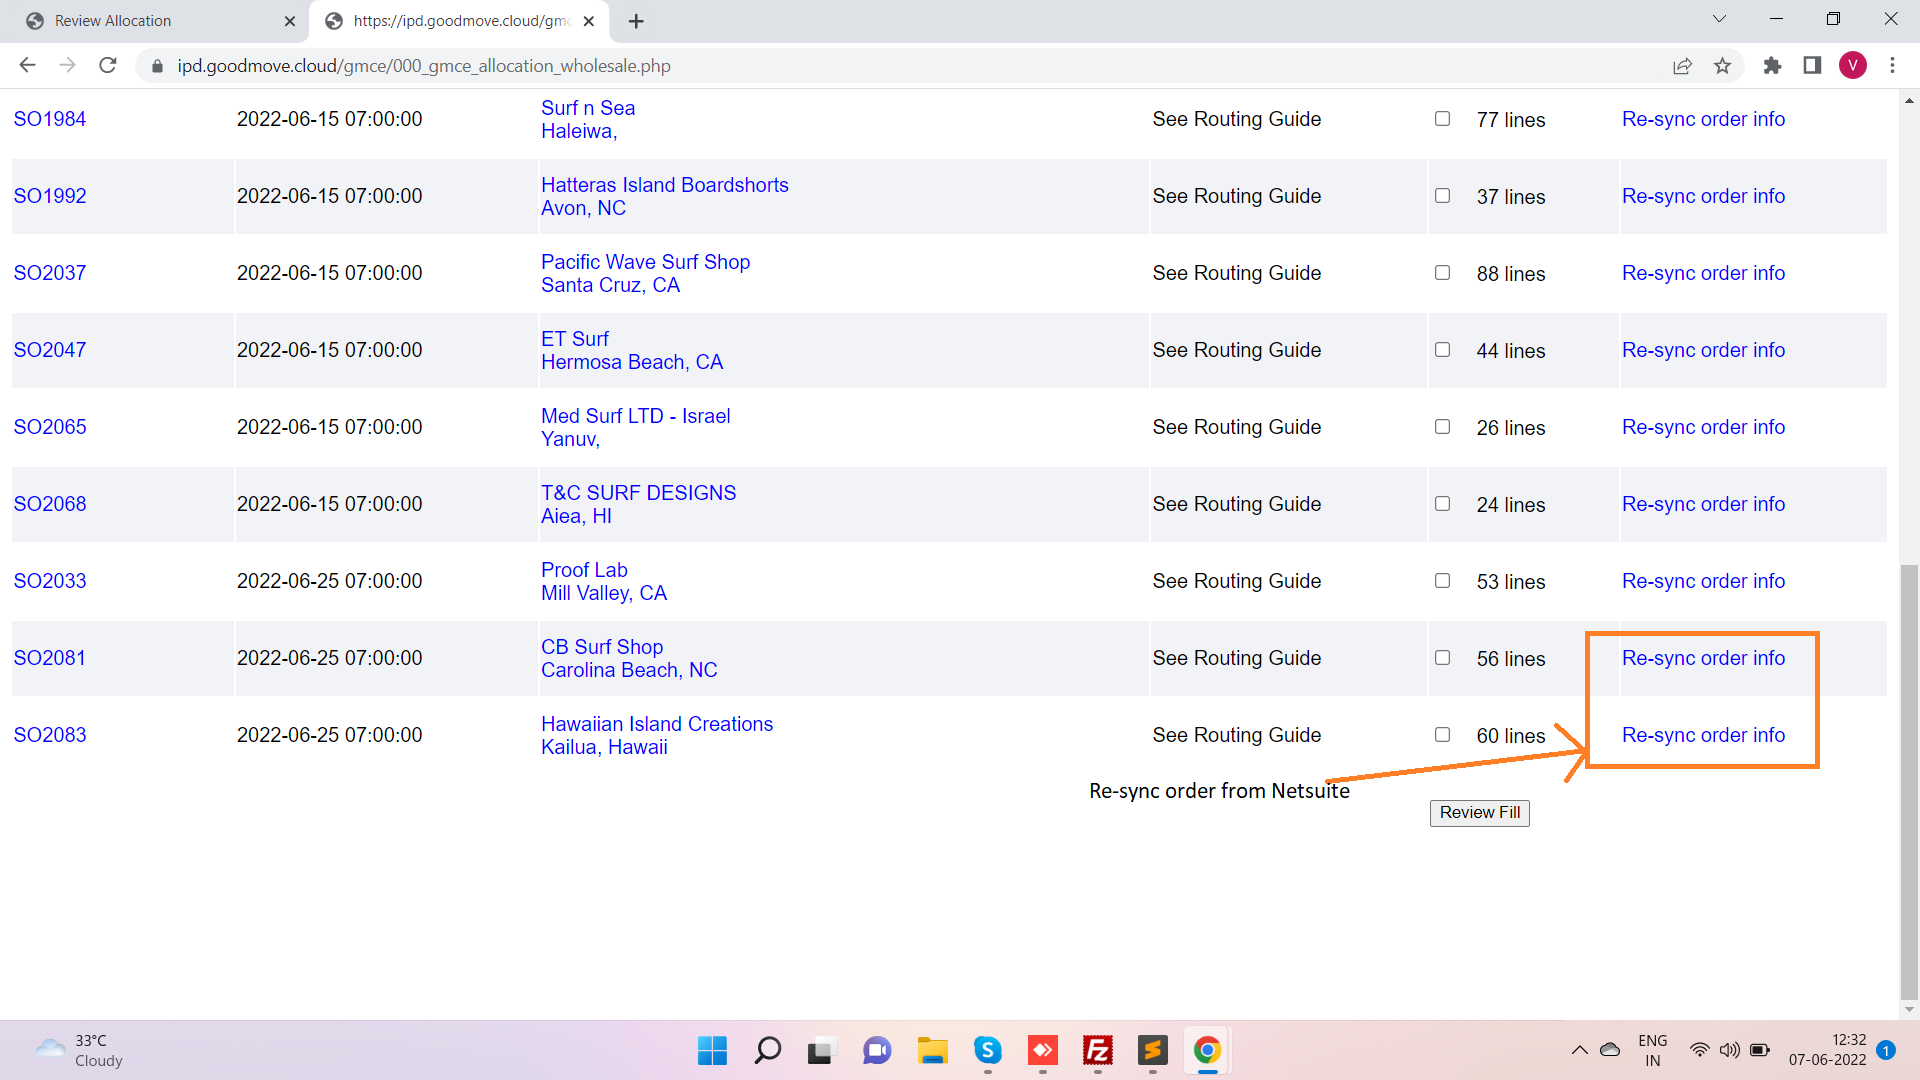 Review Allocation
https://ipd.goodmove.cloud/gmc
ipd.goodmove.cloud/gmce/000_gmce_allocation_wholesale.php
V
SO1984 2022-06-15 07:00:00 Surf n Sea See Routing Guide 77 lines Re-sync order info
Haleiwa,
SO1992 2022-06-15 07:00:00 Hatteras Island Boardshorts See Routing Guide 37 lines Re-sync order info
Avon, NC
SO2037 2022-06-15 07:00:00 Pacific Wave Surf Shop See Routing Guide 88 lines Re-sync order info
Santa Cruz, CA
SO2047 2022-06-15 07:00:00 ET Surf See Routing Guide 44 lines Re-sync order info
Hermosa Beach, CA
SO2065 2022-06-15 07:00:00 Med Surf LTD - Israel See Routing Guide 26 lines Re-sync order info
Yanuv,
SO2068 2022-06-15 07:00:00 T&C SURF DESIGNS See Routing Guide 24 lines Re-sync order info
Aiea, HI
SO2033 2022-06-25 07:00:00 Proof Lab See Routing Guide 53 lines Re-sync order info
Mill Valley, CA
SO2081 2022-06-25 07:00:00 CB Surf Shop See Routing Guide 56 lines Re-sync order info
Carolina Beach, NC
SO2083 2022-06-25 07:00:00 Hawaiian Island Creations See Routing Guide 60 lines Re-sync order info
Kailua, Hawaii
Re-sync order from Netsuite
Review Fill
33°C
Cloudy
S
Fz
ENG
IN
12:32
07-06-2022
1